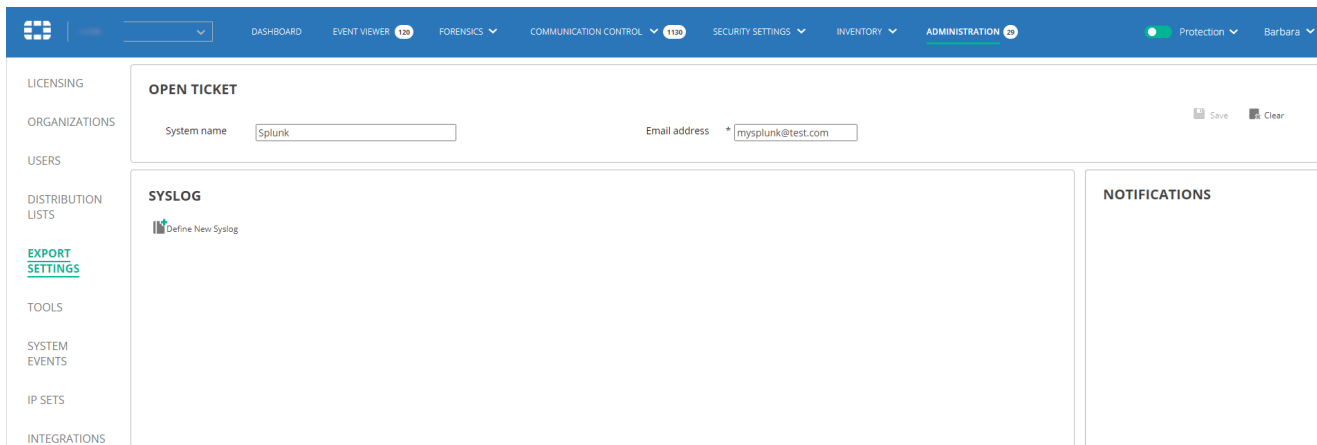 DASHBOARD EVENT VIEWER 120 FORENSICS COMMUNICATION CONTROL 1130 SECURITY SETTINGS INVENTORY ADMINISTRATION 29 Protection Barbara
LICENSING
ORGANIZATIONS
USERS
DISTRIBUTION
LISTS
EXPORT
SETTINGS
TOOLS
SYSTEM
EVENTS
IP SETS
INTEGRATIONS
OPEN TICKET
Save Clear
System name Splunk Email address * mysplunk@test.com
SYSLOG
Define New Syslog
NOTIFICATIONS